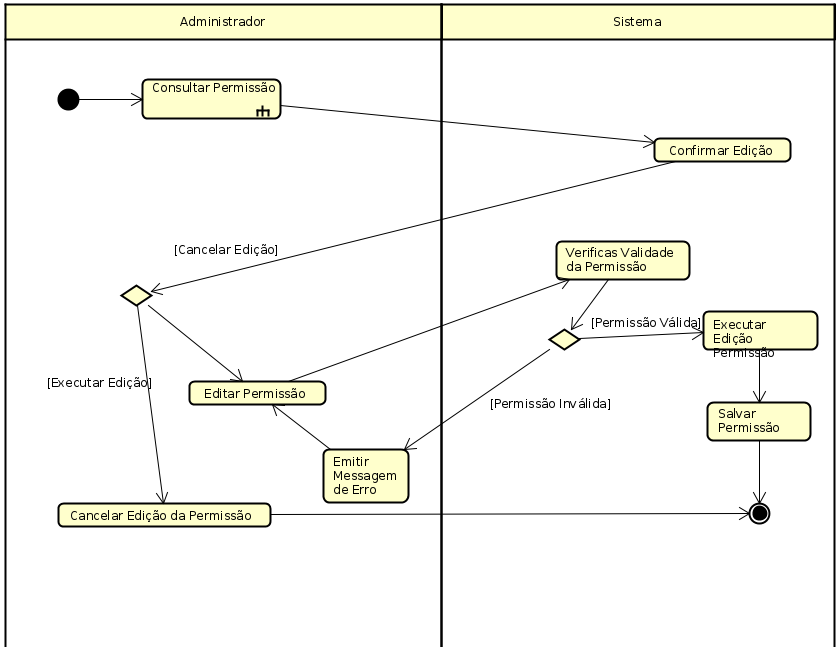 Administrador
Sistema
Consultar Permissão
Confirmar Edição
[Cancelar Edição]
Verificas Validade
da Permissão
[Permissão Válida]
Executar
Edição
Permissão
[Executar Edição]
Editar Permissão
[Permissão Inválida]
Salvar
Permissão
Emitir
Messagem
de Erro
Cancelar Edição da Permissão